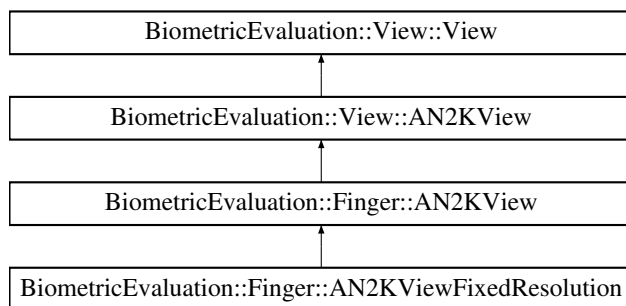 BiometricEvaluation::View::View
BiometricEvaluation::View::AN2KView
BiometricEvaluation::Finger::AN2KView
BiometricEvaluation::Finger::AN2KViewFixedResolution